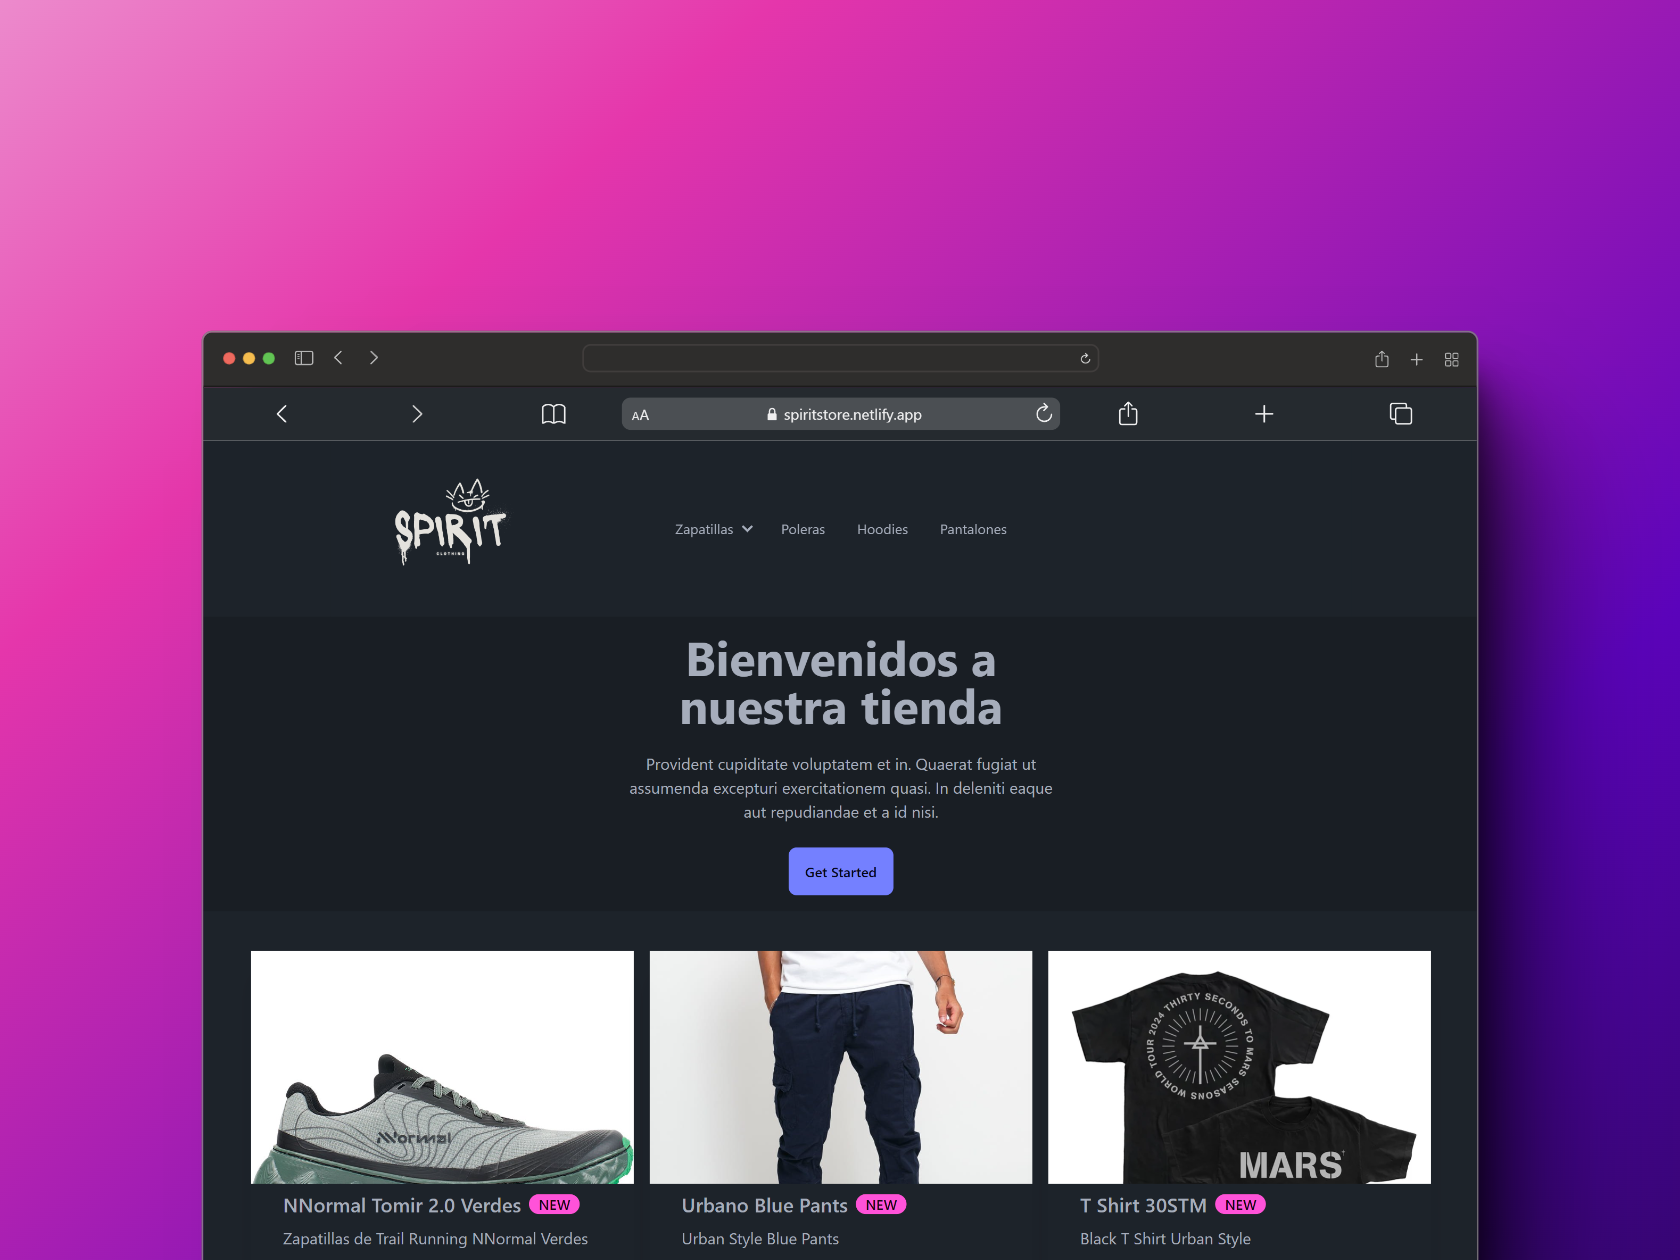 AA
spiritstore.netlify.app
SPIRIT
CLOTHING
Zapatillas
Poleras
Hoodies
Pantalones
Bienvenidos a
nuestra tienda
Provident cupiditate voluptatem et in. Quaerat fugiat ut
assumenda excepturi exercitationem quasi. In deleniti eaque
aut repudiandae et a id nisi.
Get Started
NNormal
THIRTY SECONDS TO MARS SEASONS WORLD TOUR 2024
MARS
NNormal Tomir 2.0 Verdes NEW
Zapatillas de Trail Running NNormal Verdes
Urbano Blue Pants NEW
Urban Style Blue Pants
T Shirt 30STM NEW
Black T Shirt Urban Style